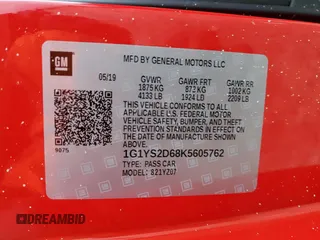 GM
MFD BY GENERAL MOTORS LLC
05/19 GVWR GAWR FRT GAWR RR
1875 KG 872 KG 1002 KG
4133 LB 1924 LB 2209 LB
THIS VEHICLE CONFORMS TO ALL
APPLICABLE U.S. FEDERAL MOTOR
VEHICLE SAFETY, BUMPER, AND THEFT
PREVENTION STANDARDS IN EFFECT ON
THE DATE OF MANUFACTURE SHOWN ABOVE.
9075
1G1YS2D68K5605762
TYPE: PASS CAR
MODEL: 821YZ07
DREAMBID